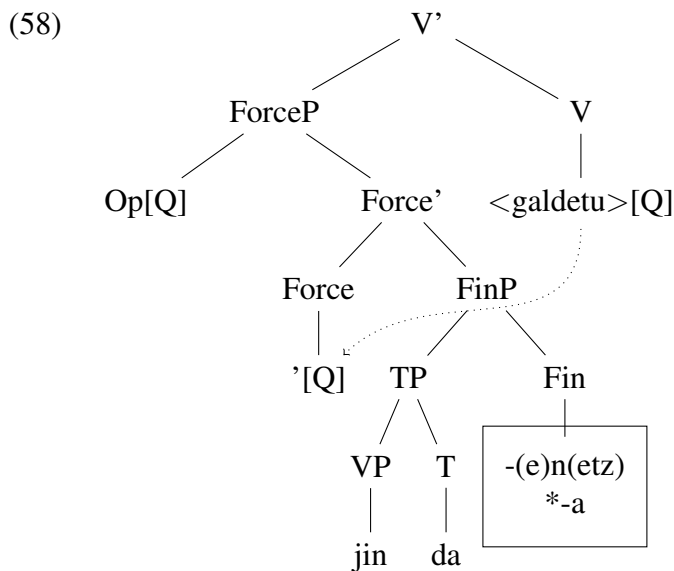 (58) V’
ForceP V
Op[Q] Force’ <galdetu>[Q]
Force FinP
’[Q] TP Fin
VP T -(e)n(etz)
*-a
jin da